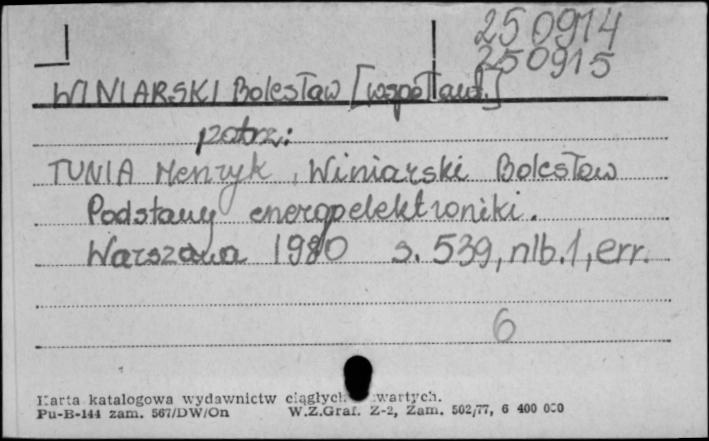 250914
250915
WINIARSKI Bolesław [współaut.]
patrz:
TUNIA Henryk, Winiarski Bolesław
Podstawy energoelektroniki.
Warszawa 1980 s. 539, nlb. 1, err.
6
Karta katalogowa wydawnictw ciągłych wartych.
Pu-B-144 zam. 567/DW/On W.Z.Graf. Z-2, Zam. 502/77, 6 400 000